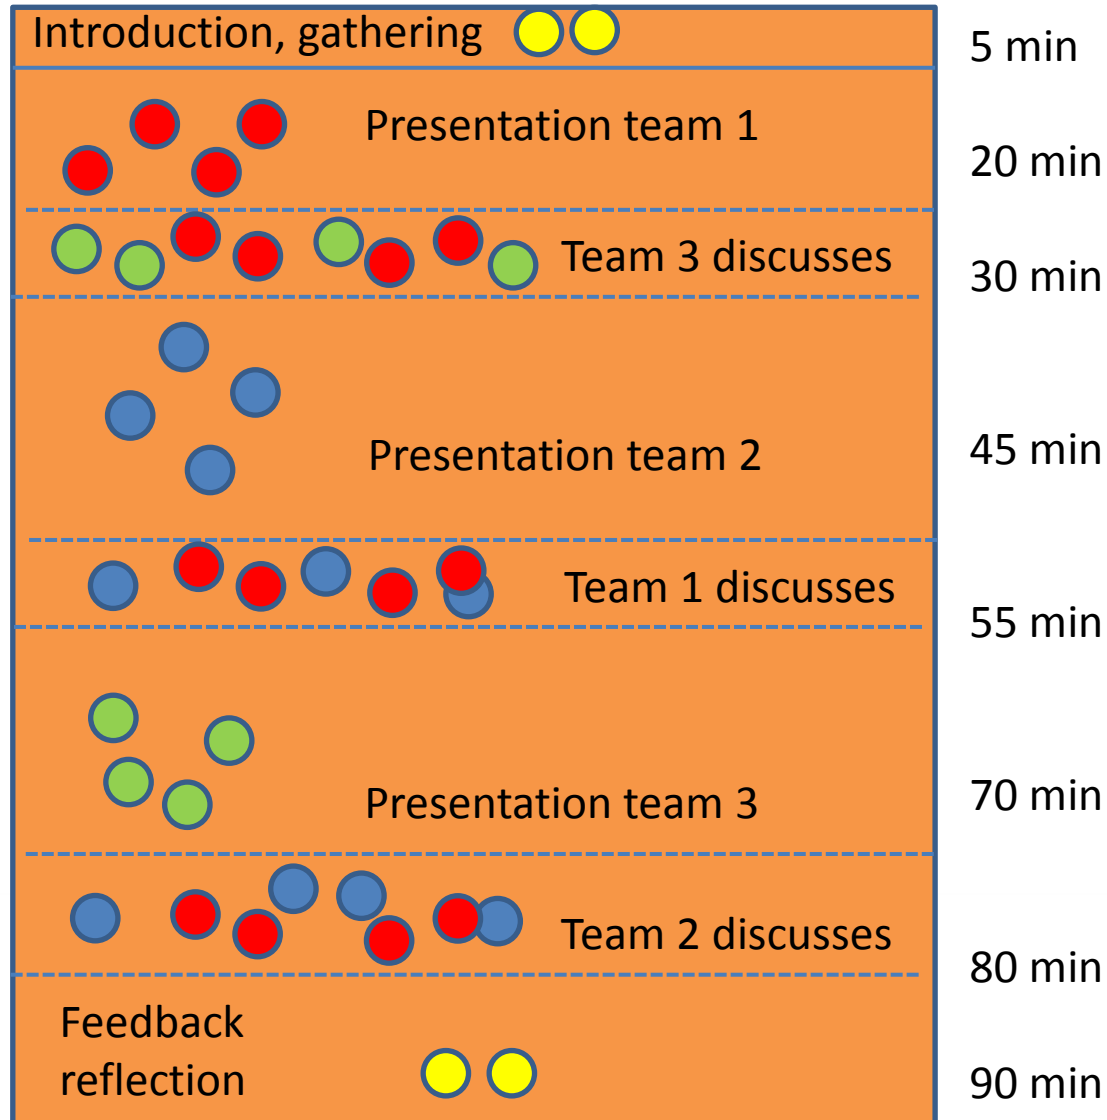 Introduction, gathering
5 min
Presentation team 1
20 min
Team 3 discusses
30 min
Presentation team 2
45 min
Team 1 discusses
55 min
Presentation team 3
70 min
Team 2 discusses
80 min
Feedback
reflection
90 min